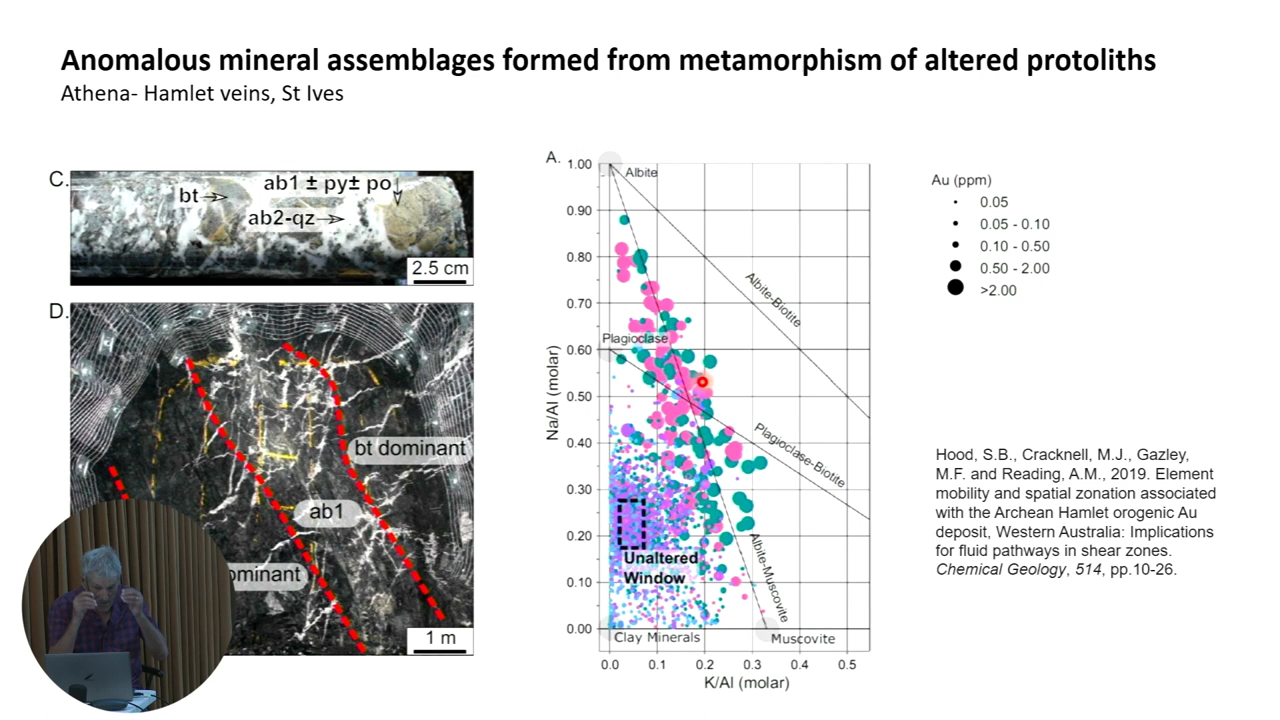 Anomalous mineral assemblages formed from metamorphism of altered protoliths
Athena- Hamlet veins, St Ives
C.
bt
ab1 ± py± po
ab2-qz
2.5 cm
D.
bt dominant
ab1
ominant
1 m
A.
1.00
0.90
0.80
0.70
0.60
0.50
0.40
0.30
0.20
0.10
0.00
Na/Al (molar)
Albite
Albite-Biotite
Plagioclase
Plagioclase-Biotite
Albite-Muscovite
Unaltered
Window
Clay Minerals
Muscovite
0.0 0.1 0.2 0.3 0.4 0.5
K/Al (molar)
Au (ppm)
0.05
0.05 - 0.10
0.10 - 0.50
0.50 - 2.00
>2.00
Hood, S.B., Cracknell, M.J., Gazley,
M.F. and Reading, A.M., 2019. Element
mobility and spatial zonation associated
with the Archean Hamlet orogenic Au
deposit, Western Australia: Implications
for fluid pathways in shear zones.
Chemical Geology, 514, pp.10-26.